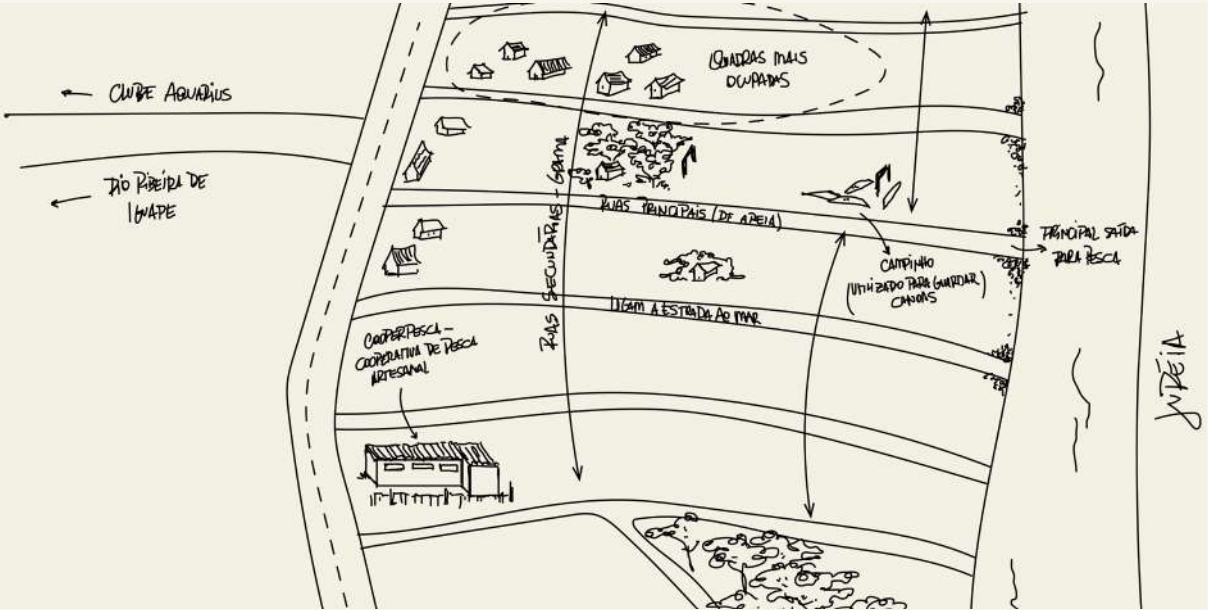 QUADRAS MAIS
OCUPADAS
CLUBE AQUARIUS
RIO RIBEIRA DE
IGUAPE
RUAS SECUNDÁRIAS - GRAMA
RUAS PRINCIPAIS (DE AREIA)
PRINCIPAL SAÍDA
PARA PESCA
CAMPINHO
(UTILIZADO PARA GUARDAR)
CANOAS
LIGAM A ESTRADA AO MAR
COOPERPESCA -
COOPERATIVA DE PESCA
ARTESANAL
JURÉIA